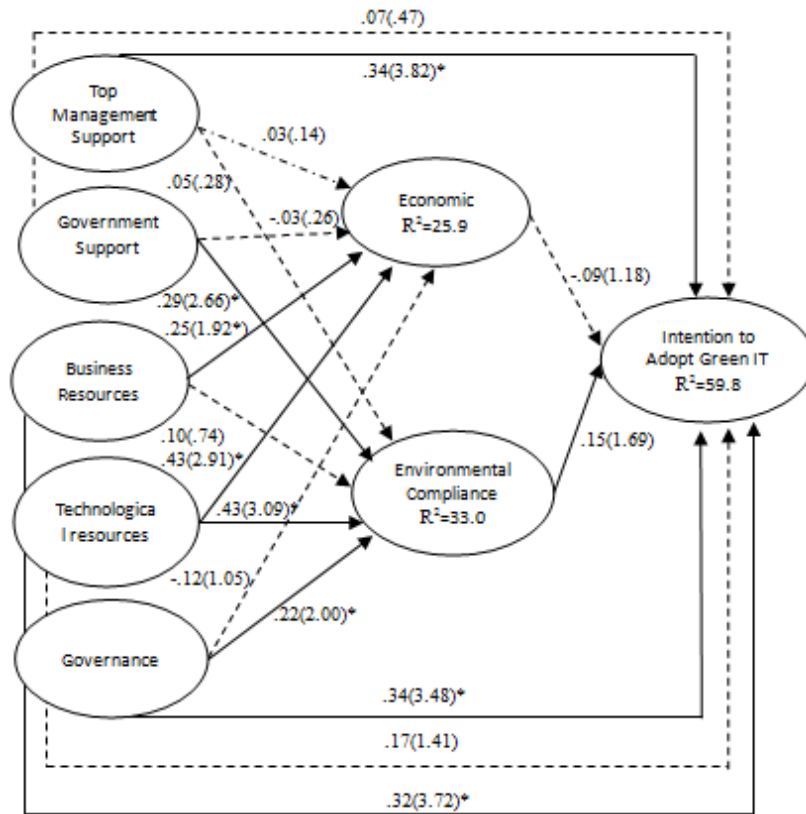 .07(.47)
.34(3.82)*
Top
Management
Support
.03(.14)
.05(.28)
Economic
R²=25.9
Government
Support
-.03(.26)
-.09(1.18)
.29(2.66)*
.25(1.92*)
Intention to
Adopt Green IT
R²=59.8
Business
Resources
.10(.74)
.43(2.91)*
.15(1.69)
Environmental
Compliance
R²=33.0
Technologica
l resources
.43(3.09)*
-.12(1.05)
.22(2.00)*
Governance
.34(3.48)*
.17(1.41)
.32(3.72)*